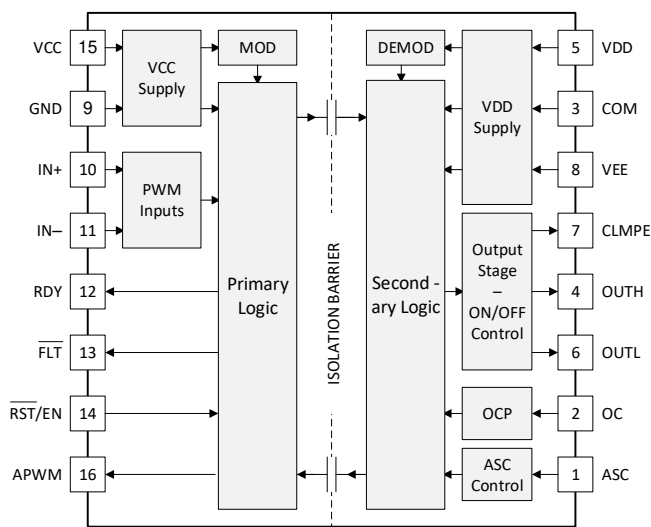 VCC
15
GND
9
IN+
10
IN–
11
RDY
12
FLT
13
RST/EN
14
APWM
16
VCC
Supply
PWM
Inputs
MOD
Primary
Logic
ISOLATION BARRIER
DEMOD
Second -
ary Logic
VDD
Supply
Output
Stage
–
ON/OFF
Control
OCP
ASC
Control
5
VDD
3
COM
8
VEE
7
CLMPE
4
OUTH
6
OUTL
2
OC
1
ASC